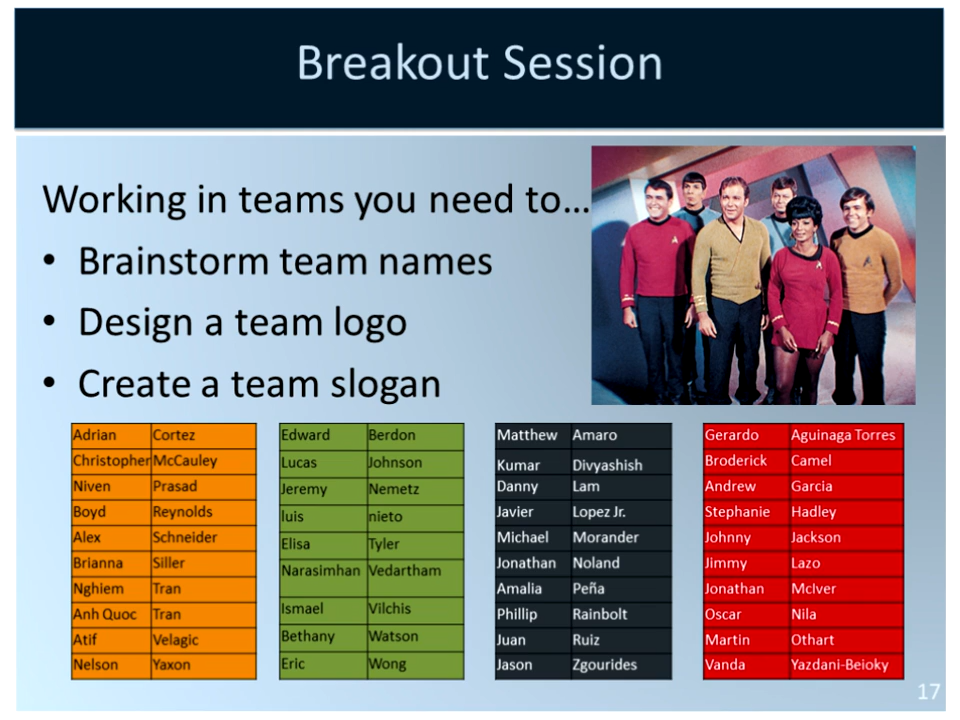 Breakout Session
Working in teams you need to...
• Brainstorm team names
• Design a team logo
• Create a team slogan
Adrian Cortez
Christopher McCauley
Niven Prasad
Boyd Reynolds
Alex Schneider
Brianna Siller
Nghiem Tran
Anh Quoc Tran
Atif Velagic
Nelson Yaxon
Edward Berdon
Lucas Johnson
Jeremy Nemetz
luis nieto
Elisa Tyler
Narasimhan Vedartham
Ismael Vilchis
Bethany Watson
Eric Wong
Matthew Amaro
Kumar Divyashish
Danny Lam
Javier Lopez Jr.
Michael Morander
Jonathan Noland
Amalia Peña
Phillip Rainbolt
Juan Ruiz
Jason Zgourides
Gerardo Aguinaga Torres
Broderick Camel
Andrew Garcia
Stephanie Hadley
Johnny Jackson
Jimmy Lazo
Jonathan McIver
Oscar Nila
Martin Othart
Vanda Yazdani-Beioky
17